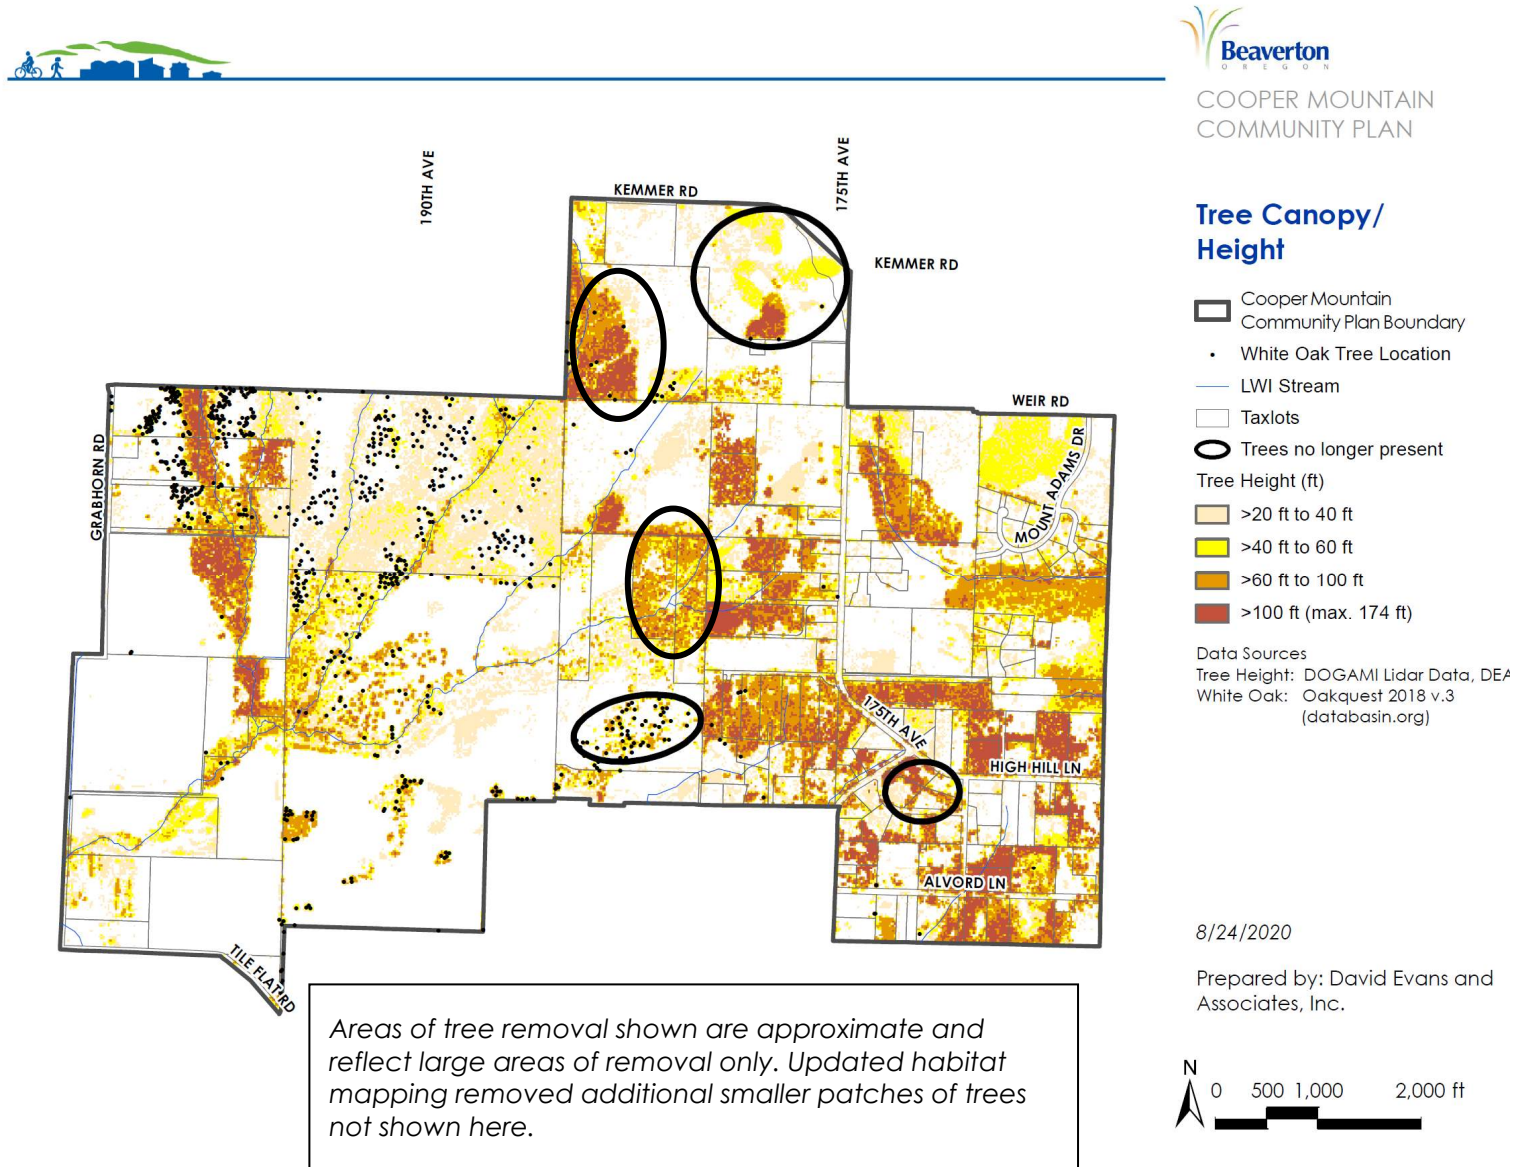 Beaverton
OREGON
COOPER MOUNTAIN
COMMUNITY PLAN
Tree Canopy/
Height
Cooper Mountain
Community Plan Boundary
White Oak Tree Location
LWI Stream
Taxlots
Trees no longer present
Tree Height (ft)
>20 ft to 40 ft
>40 ft to 60 ft
>60 ft to 100 ft
>100 ft (max. 174 ft)
Data Sources
Tree Height: DOGAMI Lidar Data, DEA
White Oak: Oakquest 2018 v.3
(databasin.org)
8/24/2020
Prepared by: David Evans and
Associates, Inc.
N
0 500 1,000 2,000 ft
190TH AVE
175TH AVE
KEMMER RD
KEMMER RD
WEIR RD
GRABHORN RD
MOUNT ADAMS DR
175TH AVE
HIGH HILL LN
ALVORD LN
TILE FLAT RD
Areas of tree removal shown are approximate and
reflect large areas of removal only. Updated habitat
mapping removed additional smaller patches of trees
not shown here.